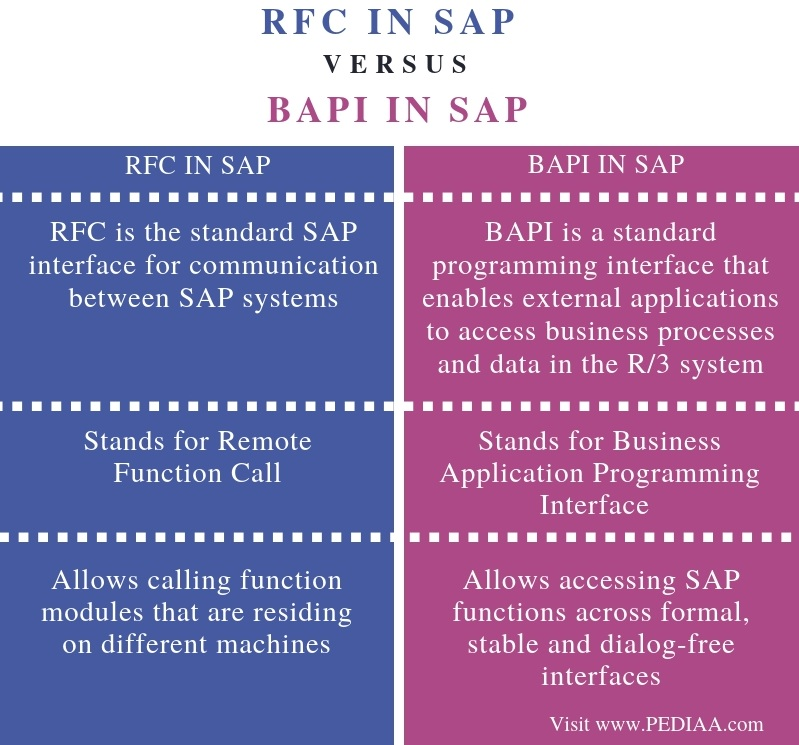 RFC IN SAP
VERSUS
BAPI IN SAP
RFC IN SAP
RFC is the standard SAP
interface for communication
between SAP systems
Stands for Remote
Function Call
Allows calling function
modules that are residing
on different machines
BAPI IN SAP
BAPI is a standard
programming interface that
enables external applications
to access business processes
and data in the R/3 system
Stands for Business
Application Programming
Interface
Allows accessing SAP
functions across formal,
stable and dialog-free
interfaces
Visit www.PEDIAA.com